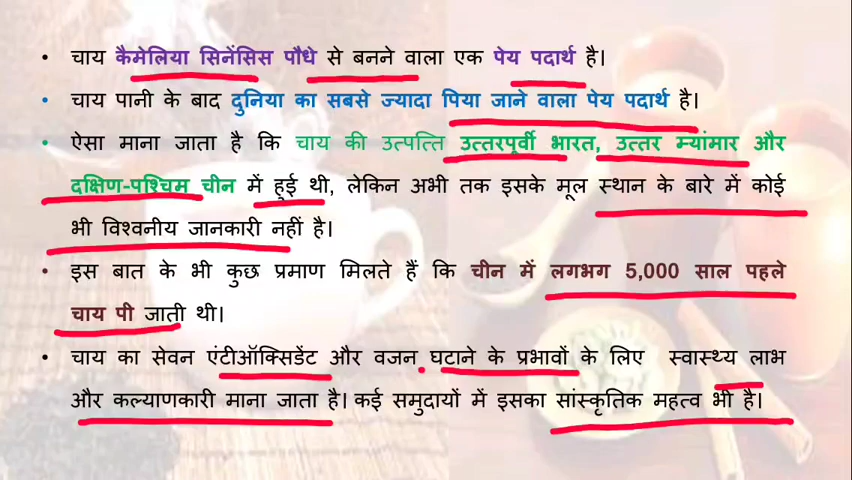 • चाय कैमेलिया सिनेंसिस पौधे से बनने वाला एक पेय पदार्थ है।
• चाय पानी के बाद दुनिया का सबसे ज्यादा पिया जाने वाला पेय पदार्थ है।
• ऐसा माना जाता है कि चाय की उत्पत्ति उत्तरपूर्वी भारत, उत्तर म्यांमार और
दक्षिण-पश्चिम चीन में हुई थी, लेकिन अभी तक इसके मूल स्थान के बारे में कोई
भी विश्वनीय जानकारी नहीं है।
• इस बात के भी कुछ प्रमाण मिलते हैं कि चीन में लगभग 5,000 साल पहले
चाय पी जाती थी।
• चाय का सेवन एंटीऑक्सिडेंट और वजन घटाने के प्रभावों के लिए स्वास्थ्य लाभ
और कल्याणकारी माना जाता है। कई समुदायों में इसका सांस्कृतिक महत्व भी है।